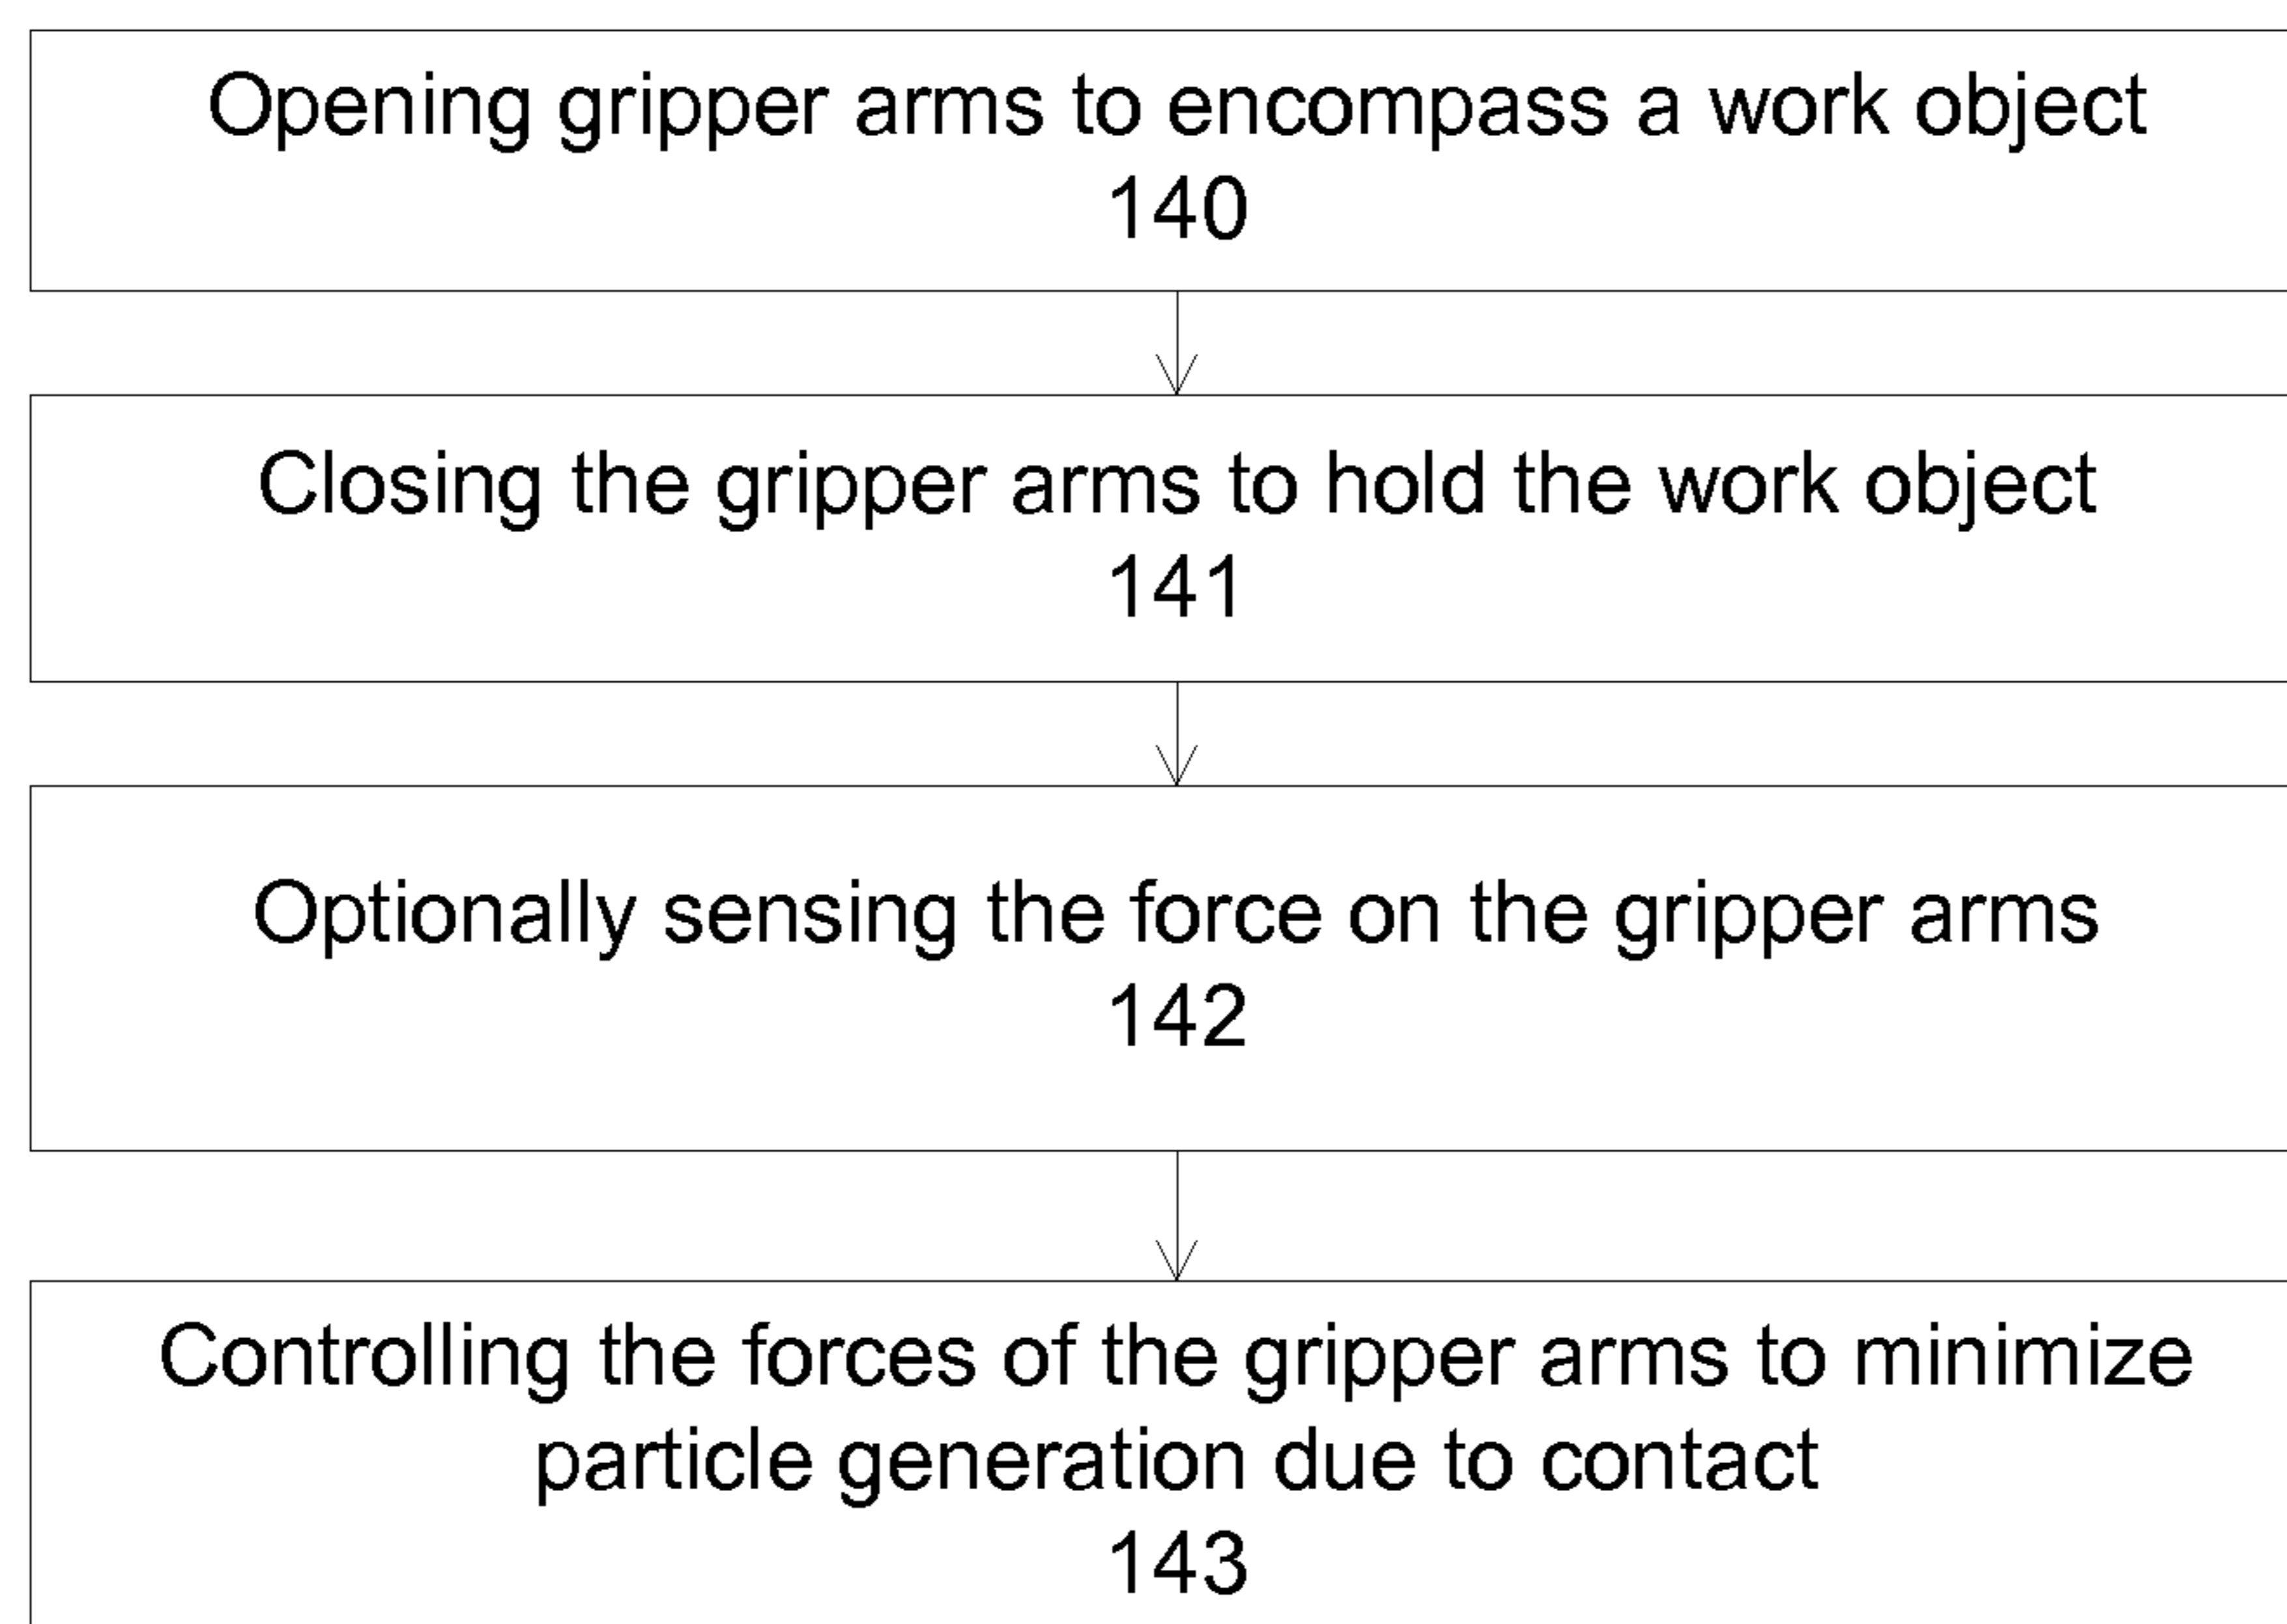 Opening gripper arms to encompass a work object
140
Closing the gripper arms to hold the work object
141
Optionally sensing the force on the gripper arms
142
Controlling the forces of the gripper arms to minimize
particle generation due to contact
143